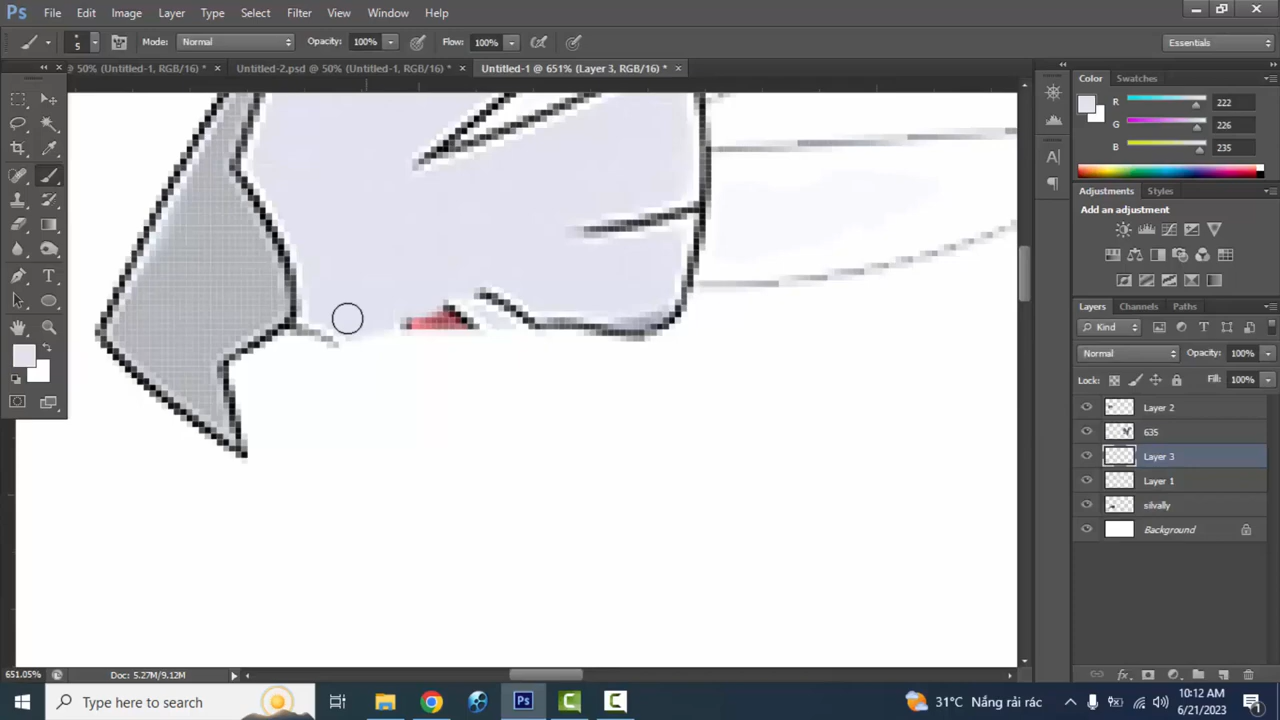 Ps File Edit Image Layer Type Select Filter View Window Help
5 Mode: Normal Opacity: 100% Flow: 100% Essentials
@ 50% (Untitled-1, RGB/16) * × Untitled-2.psd @ 50% (Untitled-1, RGB/16) * × Untitled-1 @ 651% (Layer 3, RGB/16) * ×
Color Swatches
R 222
G 226
B 235
Adjustments Styles
Add an adjustment
Layers Channels Paths
Kind
Normal Opacity: 100%
Lock: Fill: 100%
Layer 2
635
Layer 3
Layer 1
silvally
Background
651.05% Doc: 5.27M/9.12M
Type here to search
31°C Nắng rải rác
10:12 AM
6/21/2023
1